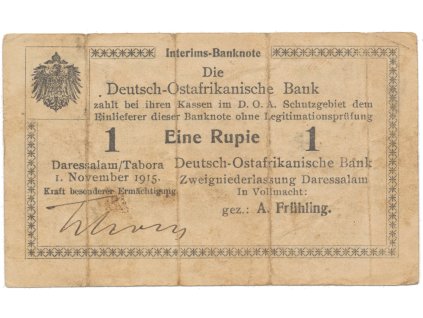 Interims-Banknote
Die
Deutsch-Ostafrikanische Bank
zahlt bei ihren Kassen im D. O. A. Schutzgebiet dem
Einlieferer dieser Banknote ohne Legitimationsprüfung
1 Eine Rupie 1
Daressalam/Tabora
1. November 1915.
Kraft besonderer Ermächtigung
Deutsch-Ostafrikanische Bank
Zweigniederlassung Daressalam
In Vollmacht:
gez.: A. Frühling.